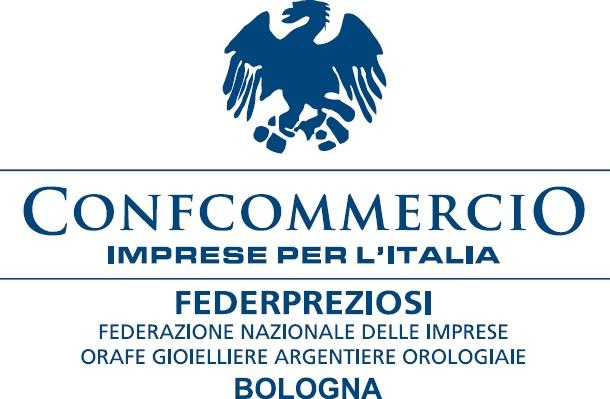 CONFCOMMERCIO
IMPRESE PER L'ITALIA
FEDERPREZIOSI
FEDERAZIONE NAZIONALE DELLE IMPRESE
ORAFE GIOIELLIERE ARGENTIERE OROLOGIAIE
BOLOGNA